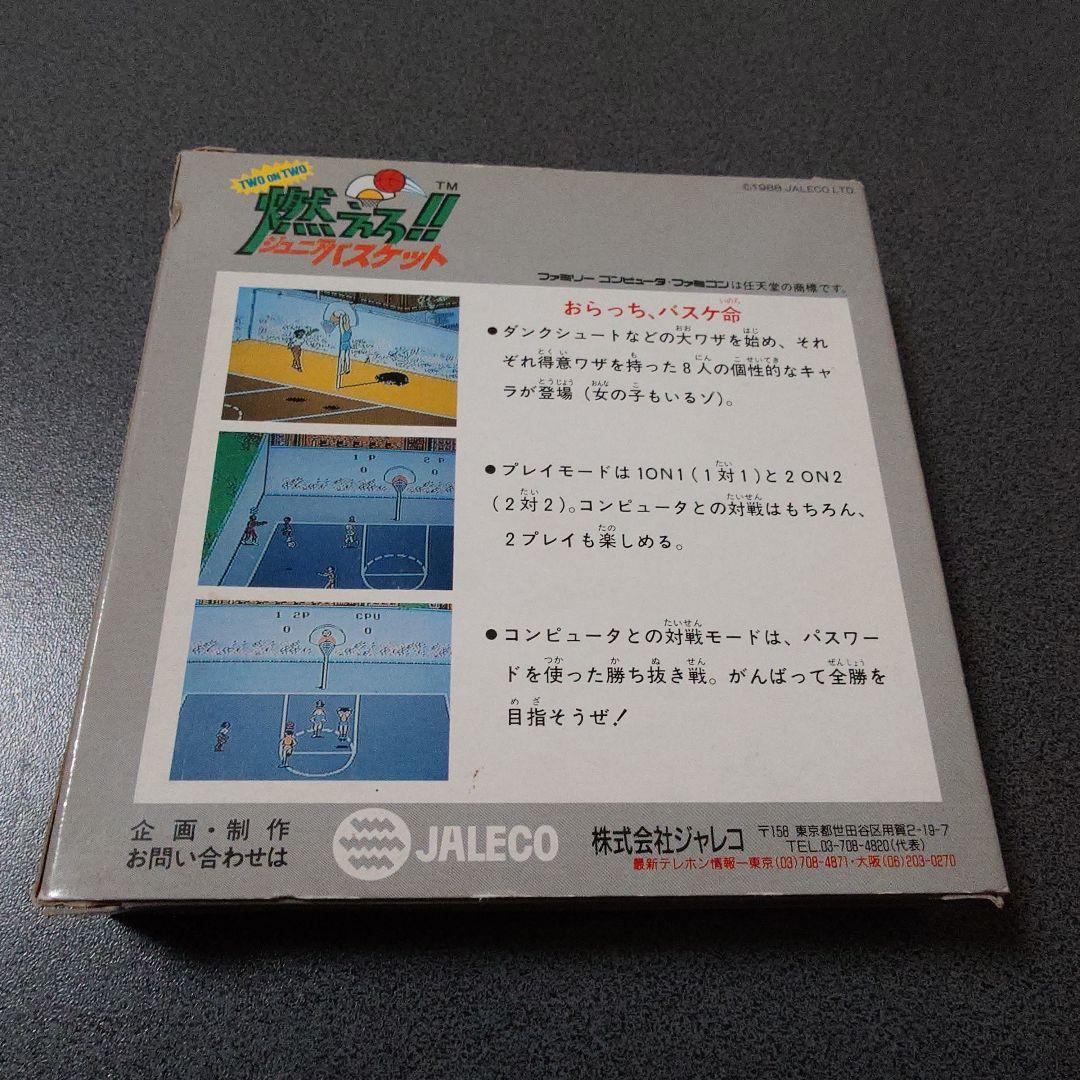 TWO ON TWO
燃えろ!! TM
ジュニアバスケット
©1988 JALECO LTD.
ファミリーコンピュータ・ファミコンは任天堂の商標です。
おらっち、バスケ命
●ダンクシュートなどの大ワザを始め、それ
ぞれ得意ワザを持った8人の個性的なキャ
ラが登場(女の子もいるゾ)。
1P 2P
0 0
●プレイモードは1ON1(1対1)と2ON2
(2対2)。コンピュータとの対戦はもちろん、
2プレイも楽しめる。
1 2P CPU
0 0
●コンピュータとの対戦モードは、パスワー
ドを使った勝ち抜き戦。がんばって全勝を
目指そうぜ!
企画・制作
お問い合わせは
JALECO
株式会社ジャレコ
〒158 東京都世田谷区用賀2-19-7
TEL.03-708-4820(代表)
最新テレホン情報ー東京(03)708-4871・大阪(06)203-0270